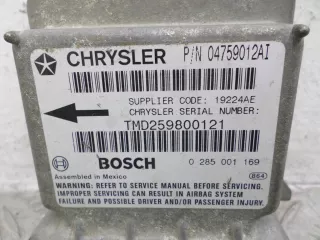 CHRYSLER P/N 04759012AI
SUPPLIER CODE: 19224AE
CHRYSLER SERIAL NUMBER:
TMD259800121
BOSCH 0 285 001 169
Assembled in Mexico 864
WARNING: REFER TO SERVICE MANUAL BEFORE SERVICING.
IMPROPER SERVICING CAN RESULT IN AIRBAG SYSTEM
FAILURE AND POSSIBLE DRIVER AND/OR PASSENGER INJURY.